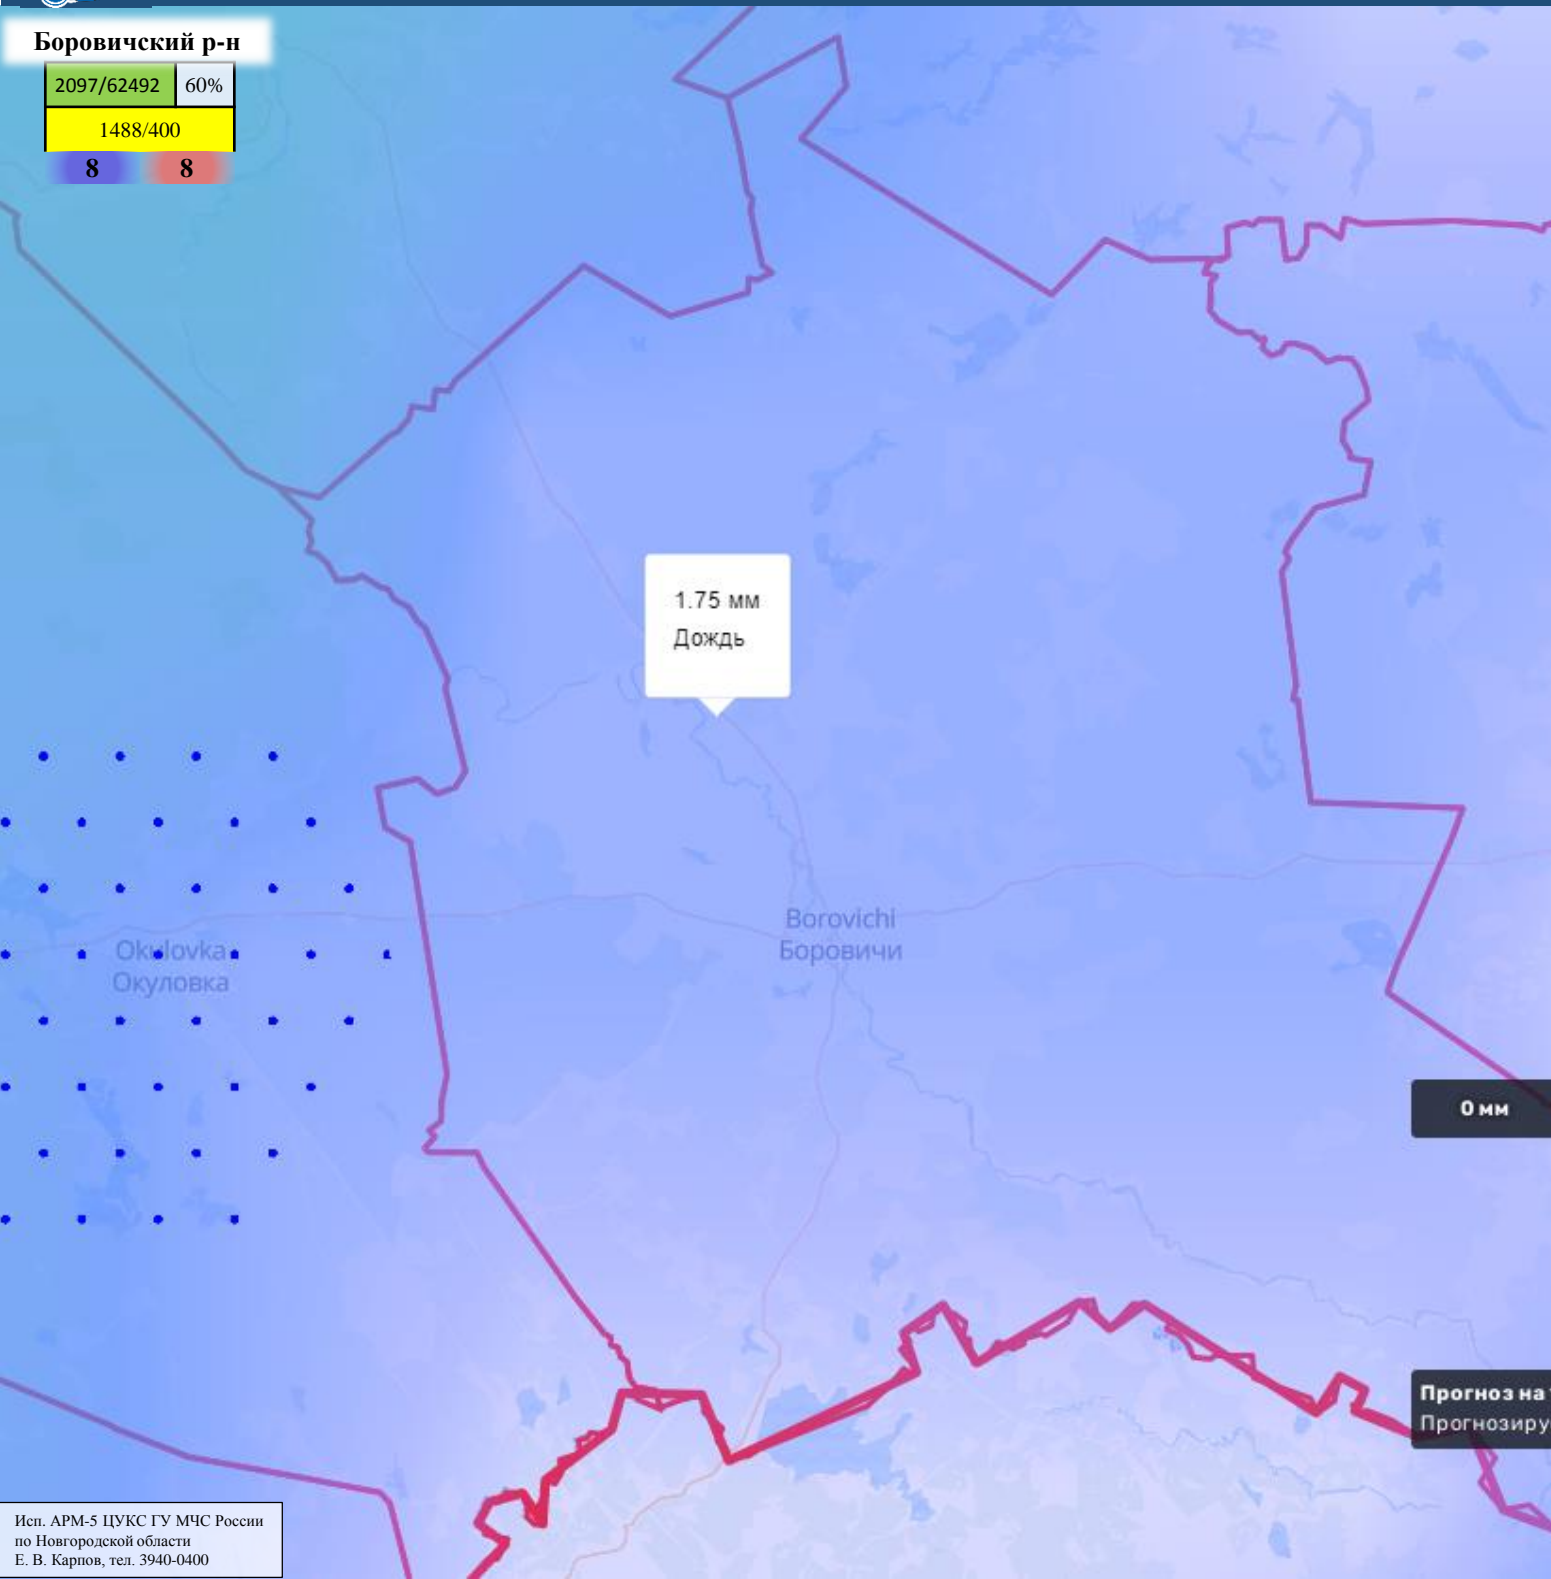 Боровичский р-н
2097/62492 60%
1488/400
8 8
1.75 мм
Дождь
Borovichi
Боровичи
Okulovka
Окуловка
0 мм
Прогноз на
Прогнозиру
Исп. АРМ-5 ЦУКС ГУ МЧС России
по Новгородской области
Е. В. Карпов, тел. 3940-0400